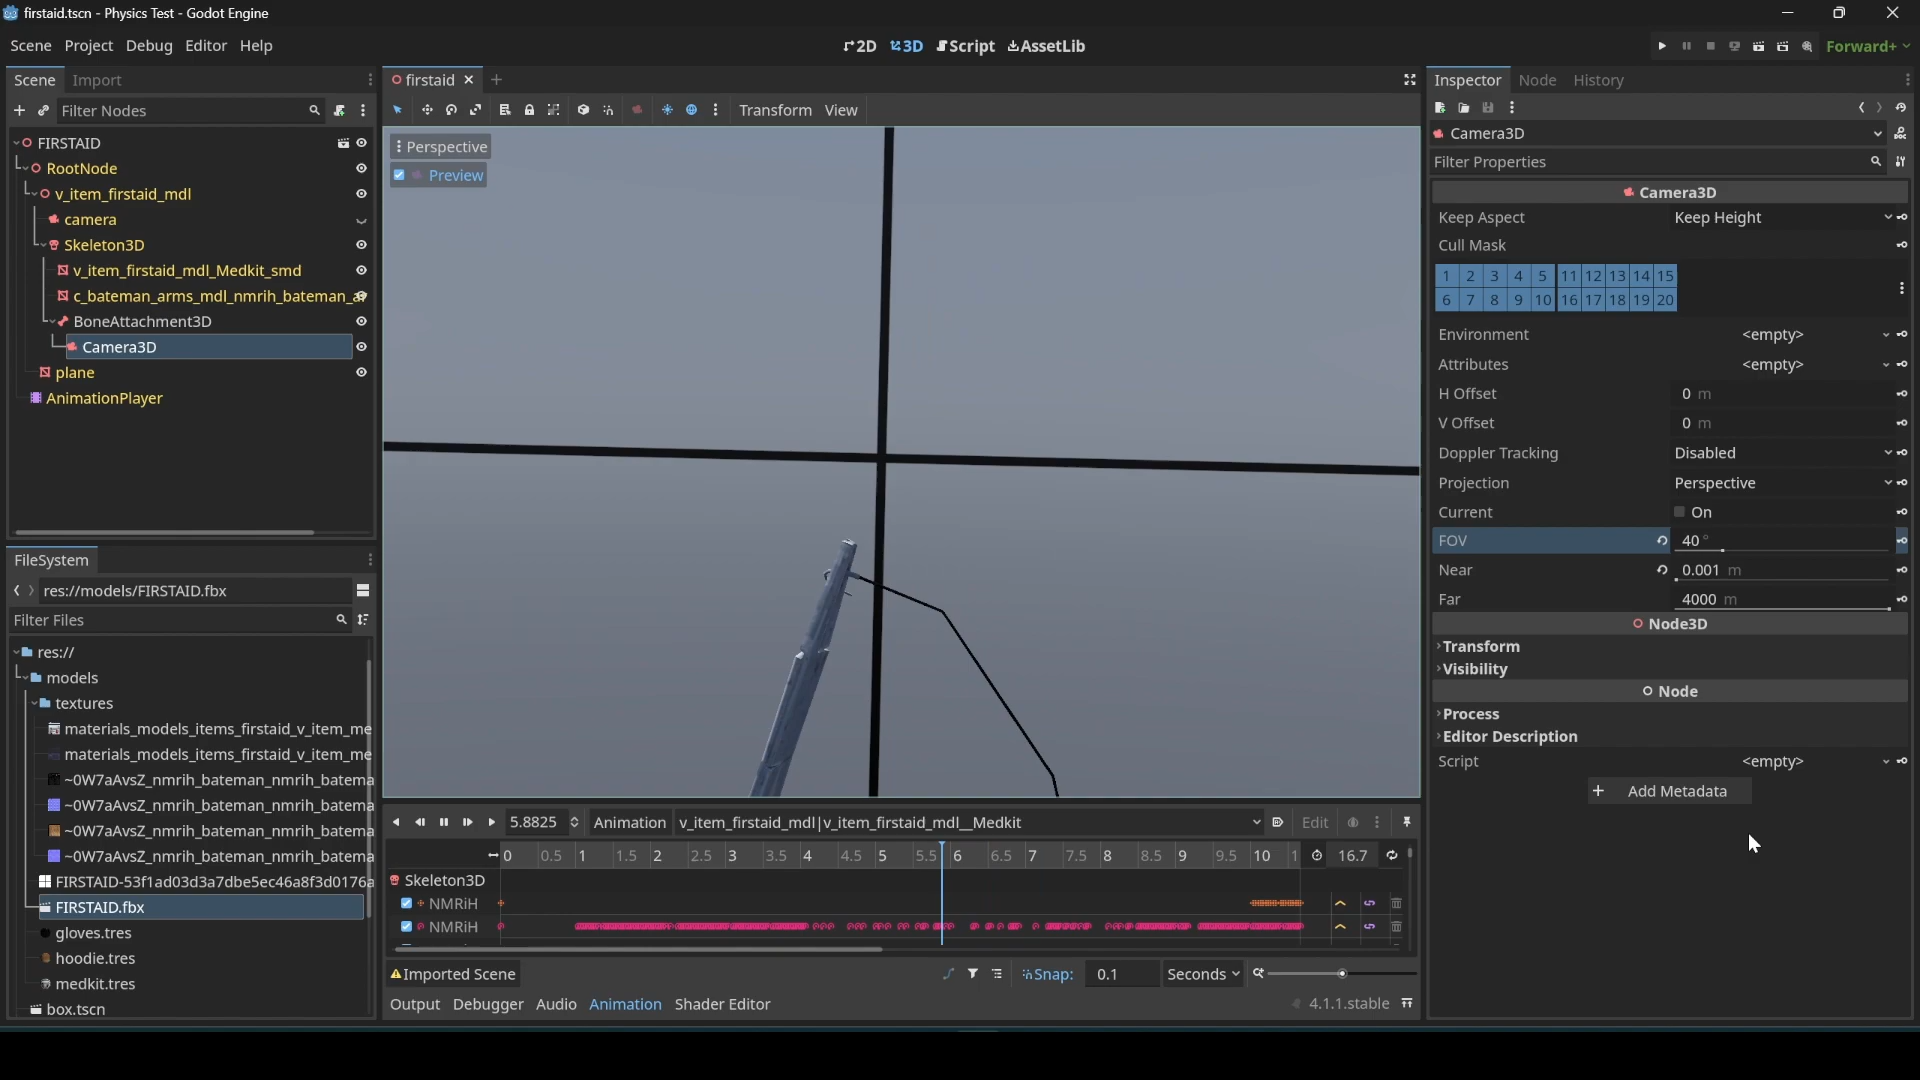 firstaid.tscn - Physics Test - Godot Engine
Scene Project Debug Editor Help
2D 3D Script AssetLib
Forward+
Scene Import
Filter Nodes
FIRSTAID
RootNode
v_item_firstaid_mdl
camera
Skeleton3D
v_item_firstaid_mdl_Medkit_smd
c_bateman_arms_mdl_nmrih_bateman_a
BoneAttachment3D
Camera3D
plane
AnimationPlayer
FileSystem
res://models/FIRSTAID.fbx
Filter Files
res://
models
textures
materials_models_items_firstaid_v_item_me
materials_models_items_firstaid_v_item_me
~0W7aAvsZ_nmrih_bateman_nmrih_batema
~0W7aAvsZ_nmrih_bateman_nmrih_batema
~0W7aAvsZ_nmrih_bateman_nmrih_batema
~0W7aAvsZ_nmrih_bateman_nmrih_batema
FIRSTAID-53f1ad03d3a7dbe5ec46a8f3d0176a
FIRSTAID.fbx
gloves.tres
hoodie.tres
medkit.tres
box.tscn
firstaid
Transform View
Perspective
Preview
5.8825 Animation v_item_firstaid_mdl|v_item_firstaid_mdl__Medkit Edit
0 0.5 1 1.5 2 2.5 3 3.5 4 4.5 5 5.5 6 6.5 7 7.5 8 8.5 9 9.5 10 1 16.7
Skeleton3D
NMRiH
NMRiH
Imported Scene Snap: 0.1 Seconds
Output Debugger Audio Animation Shader Editor 4.1.1.stable
Inspector Node History
Camera3D
Filter Properties
Camera3D
Keep Aspect Keep Height
Cull Mask
1 2 3 4 5 11 12 13 14 15
6 7 8 9 10 16 17 18 19 20
Environment <empty>
Attributes <empty>
H Offset 0 m
V Offset 0 m
Doppler Tracking Disabled
Projection Perspective
Current On
FOV 40 °
Near 0.001 m
Far 4000 m
Node3D
Transform
Visibility
Node
Process
Editor Description
Script <empty>
+ Add Metadata